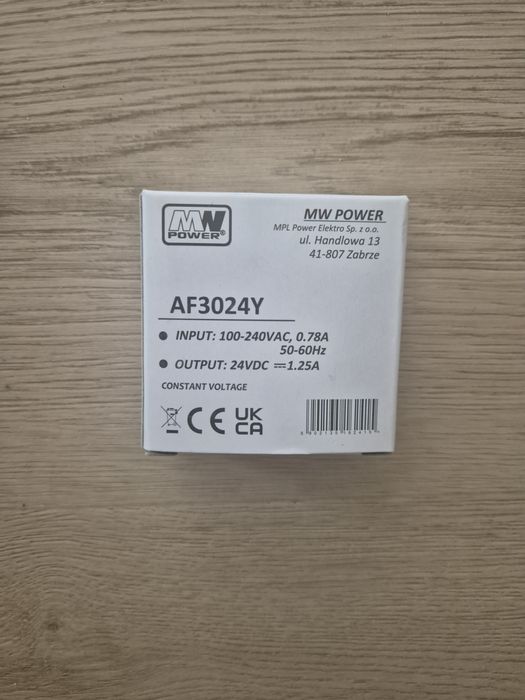 MW
POWER®
MW POWER
MPL Power Elektro Sp. z o.o.
ul. Handlowa 13
41-807 Zabrze
AF3024Y
● INPUT: 100-240VAC, 0.78A
50-60Hz
● OUTPUT: 24VDC ⎓1.25A
CONSTANT VOLTAGE
CE UK
CA